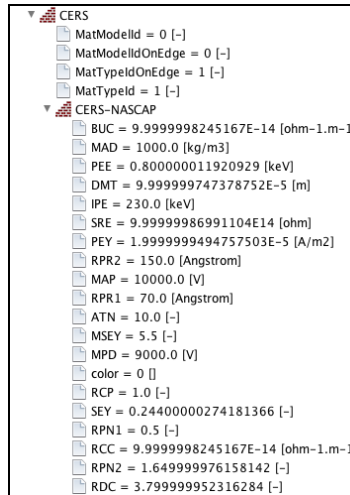 CERS
MatModelId = 0 [-]
MatModelIdOnEdge = 0 [-]
MatTypeIdOnEdge = 1 [-]
MatTypeId = 1 [-]
CERS-NASCAP
BUC = 9.9999998245167E-14 [ohm-1.m-1
MAD = 1000.0 [kg/m3]
PEE = 0.800000011920929 [keV]
DMT = 9.999999747378752E-5 [m]
IPE = 230.0 [keV]
SRE = 9.99999986991104E14 [ohm]
PEY = 1.9999999494757503E-5 [A/m2]
RPR2 = 150.0 [Angstrom]
MAP = 10000.0 [V]
RPR1 = 70.0 [Angstrom]
ATN = 10.0 [-]
MSEY = 5.5 [-]
MPD = 9000.0 [V]
color = 0 []
RCP = 1.0 [-]
SEY = 0.24400000274181366 [-]
RPN1 = 0.5 [-]
RCC = 9.9999998245167E-14 [ohm-1.m-1
RPN2 = 1.649999976158142 [-]
RDC = 3.799999952316284 [-]